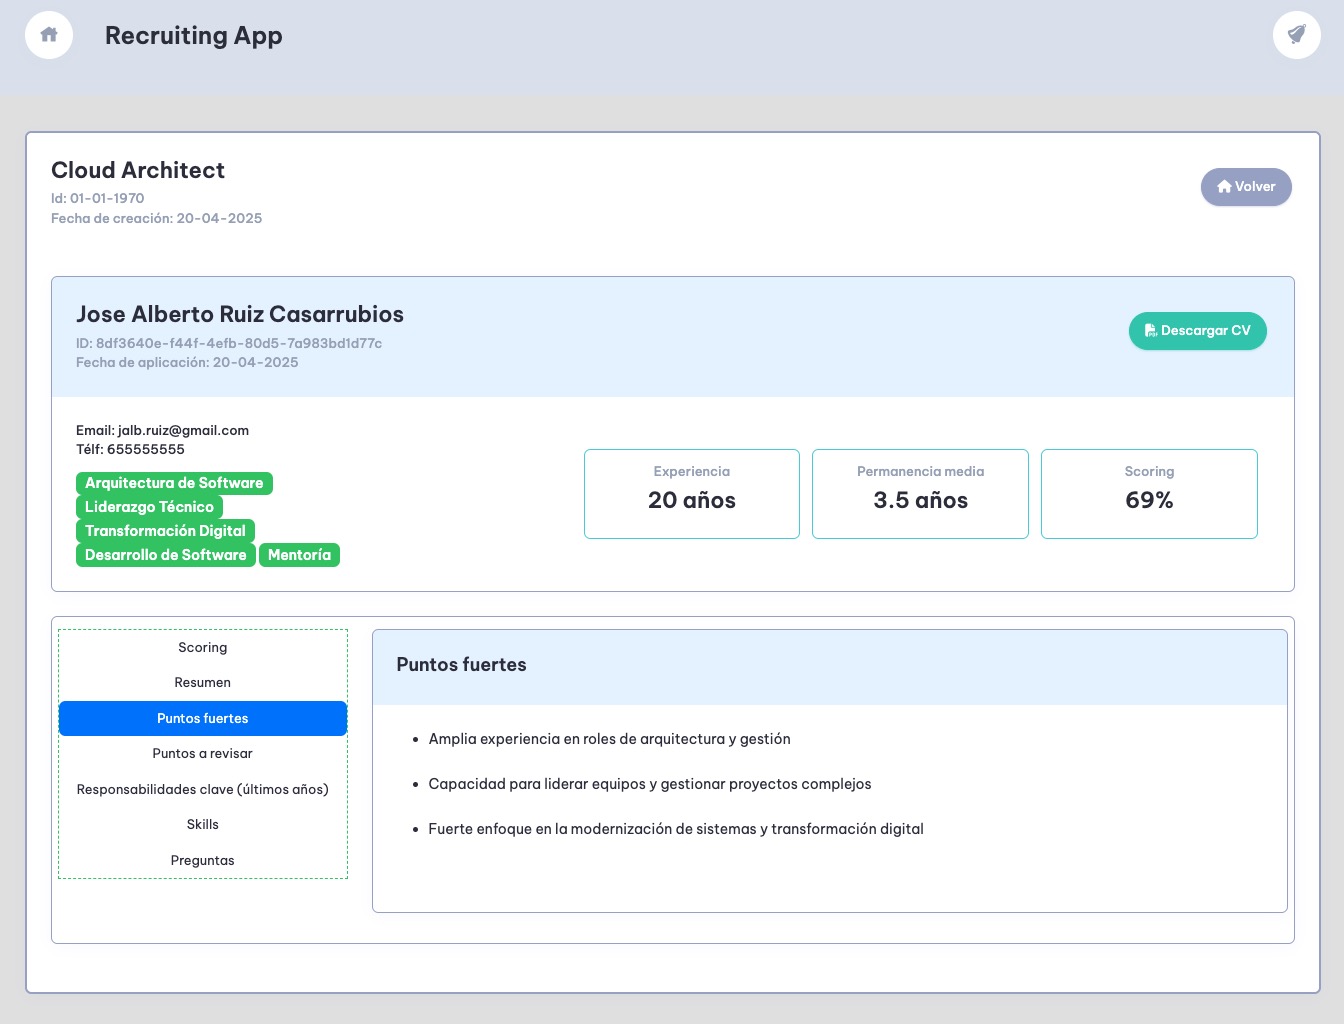 Recruiting App
Cloud Architect
Id: 01-01-1970
Fecha de creación: 20-04-2025
Volver
Jose Alberto Ruiz Casarrubios
ID: 8df3640e-f44f-4efb-80d5-7a983bd1d77c
Fecha de aplicación: 20-04-2025
Descargar CV
Email: jalb.ruiz@gmail.com
Télf: 655555555
Arquitectura de Software
Liderazgo Técnico
Transformación Digital
Desarrollo de Software Mentoría
Experiencia
20 años
Permanencia media
3.5 años
Scoring
69%
Scoring
Resumen
Puntos fuertes
Puntos a revisar
Responsabilidades clave (últimos años)
Skills
Preguntas
Puntos fuertes
• Amplia experiencia en roles de arquitectura y gestión
• Capacidad para liderar equipos y gestionar proyectos complejos
• Fuerte enfoque en la modernización de sistemas y transformación digital